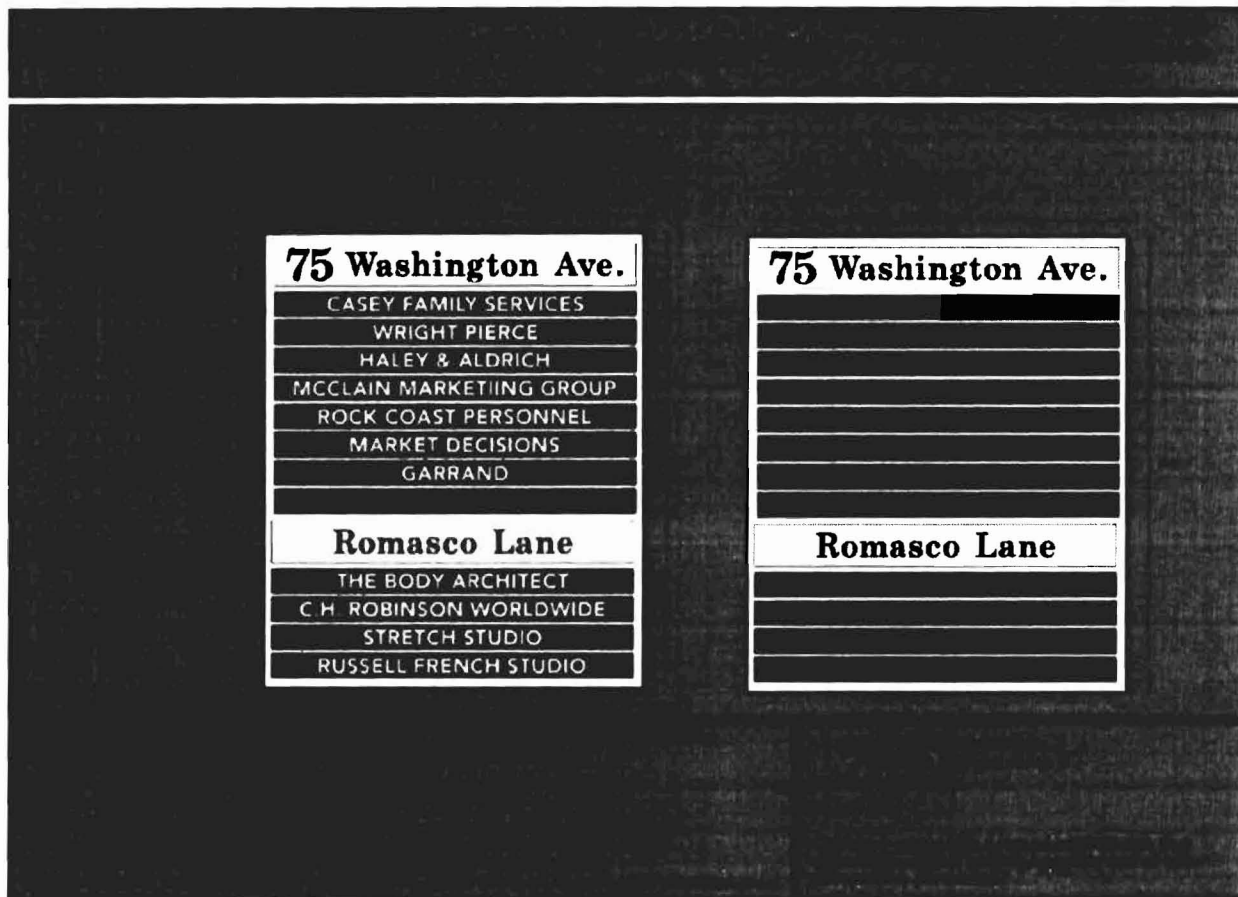 75 Washington Ave.
CASEY FAMILY SERVICES
WRIGHT PIERCE
HALEY & ALDRICH
MCCLAIN MARKETIING GROUP
ROCK COAST PERSONNEL
MARKET DECISIONS
GARRAND
Romasco Lane
THE BODY ARCHITECT
C.H. ROBINSON WORLDWIDE
STRETCH STUDIO
RUSSELL FRENCH STUDIO
75 Washington Ave.
Romasco Lane